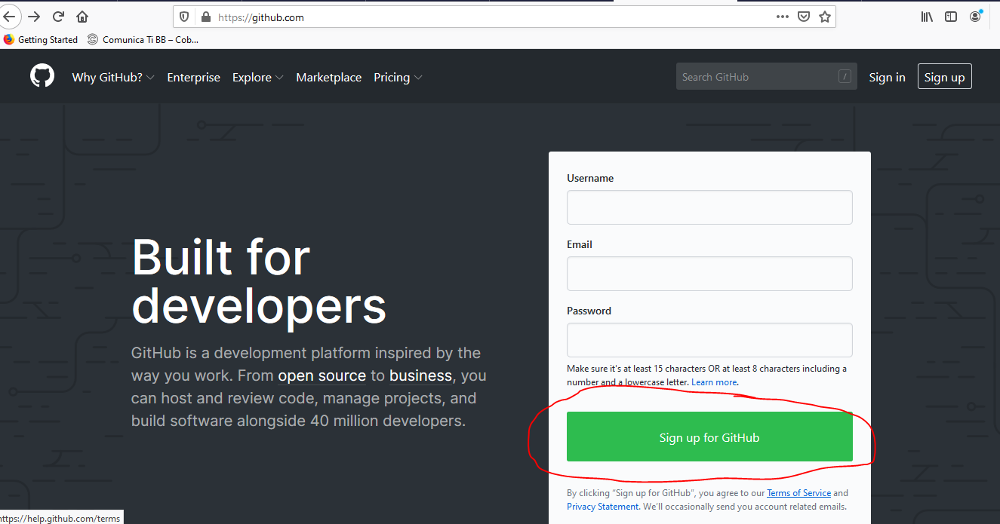 https://github.com
Getting Started
Comunica Ti BB – Cob...
Why GitHub? Enterprise Explore Marketplace Pricing
Search GitHub /
Sign in
Sign up
Built for
developers
GitHub is a development platform inspired by the
way you work. From open source to business, you
can host and review code, manage projects, and
build software alongside 40 million developers.
Username
Email
Password
Make sure it's at least 15 characters OR at least 8 characters including a
number and a lowercase letter. Learn more.
Sign up for GitHub
By clicking “Sign up for GitHub”, you agree to our Terms of Service and
Privacy Statement. We’ll occasionally send you account related emails.
https://help.github.com/terms